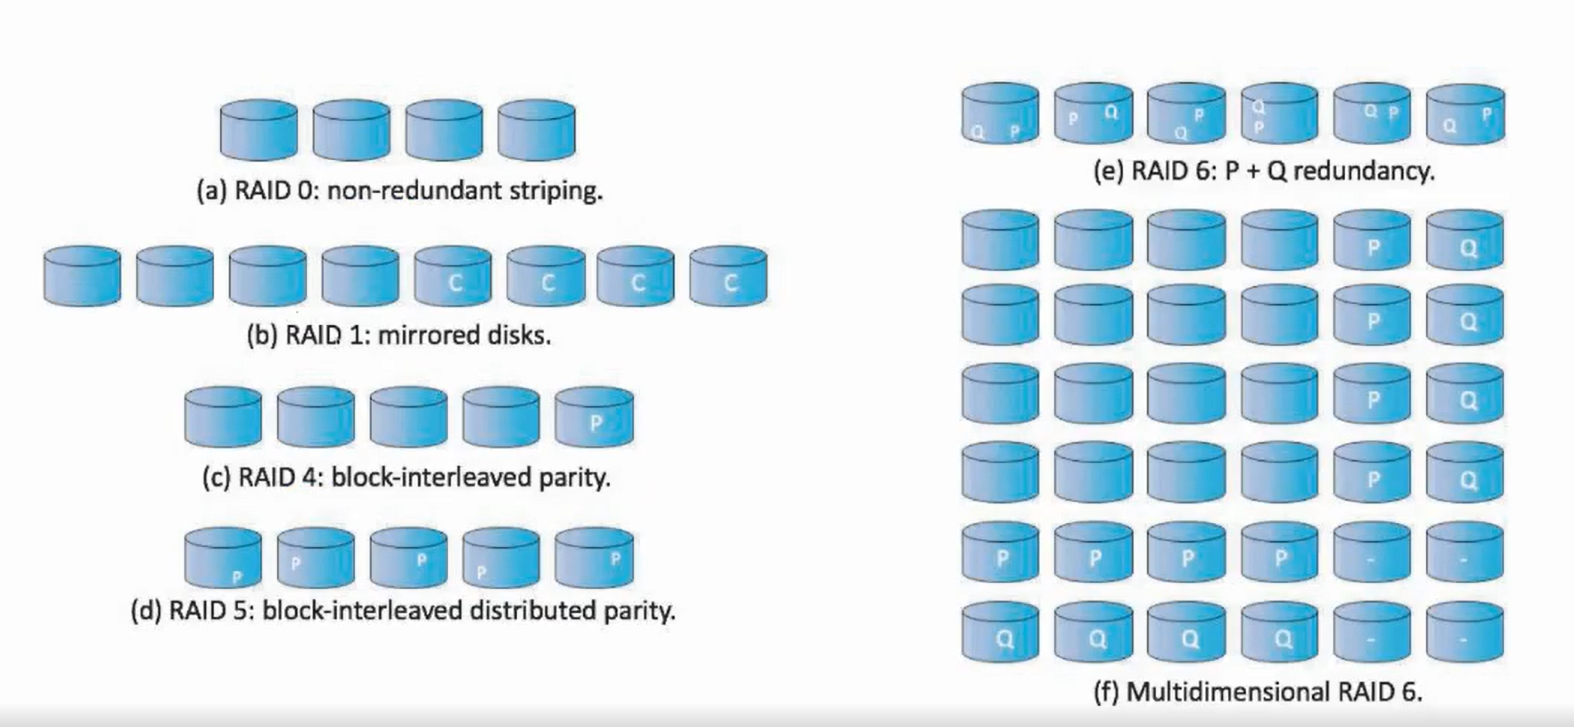 (a) RAID 0: non-redundant striping.
C C C C
(b) RAID 1: mirrored disks.
P
(c) RAID 4: block-interleaved parity.
P P P P P
(d) RAID 5: block-interleaved distributed parity.
Q P P Q Q P Q P Q P Q P
(e) RAID 6: P + Q redundancy.
P Q
P Q
P Q
P Q
P P P P - -
Q Q Q Q - -
(f) Multidimensional RAID 6.